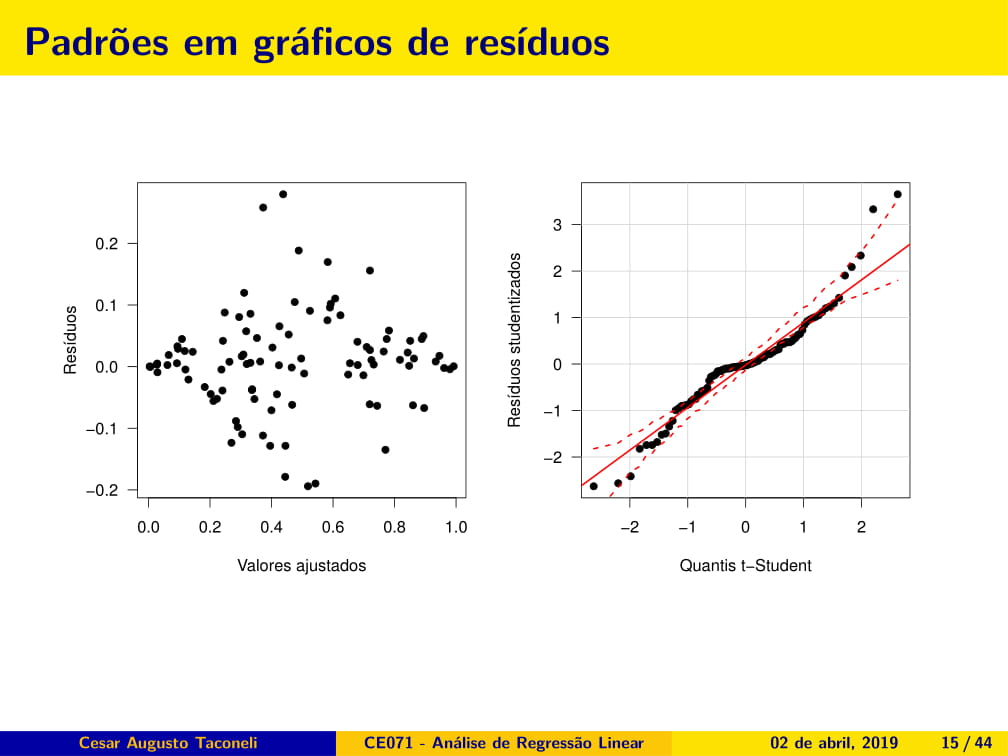 Padrões em gráficos de resíduos
Resíduos
0.2
0.1
0.0
−0.1
−0.2
0.0 0.2 0.4 0.6 0.8 1.0
Valores ajustados
Resíduos studentizados
3
2
1
0
−1
−2
−2 −1 0 1 2
Quantis t−Student
Cesar Augusto Taconeli CE071 - Análise de Regressão Linear 02 de abril, 2019 15 / 44